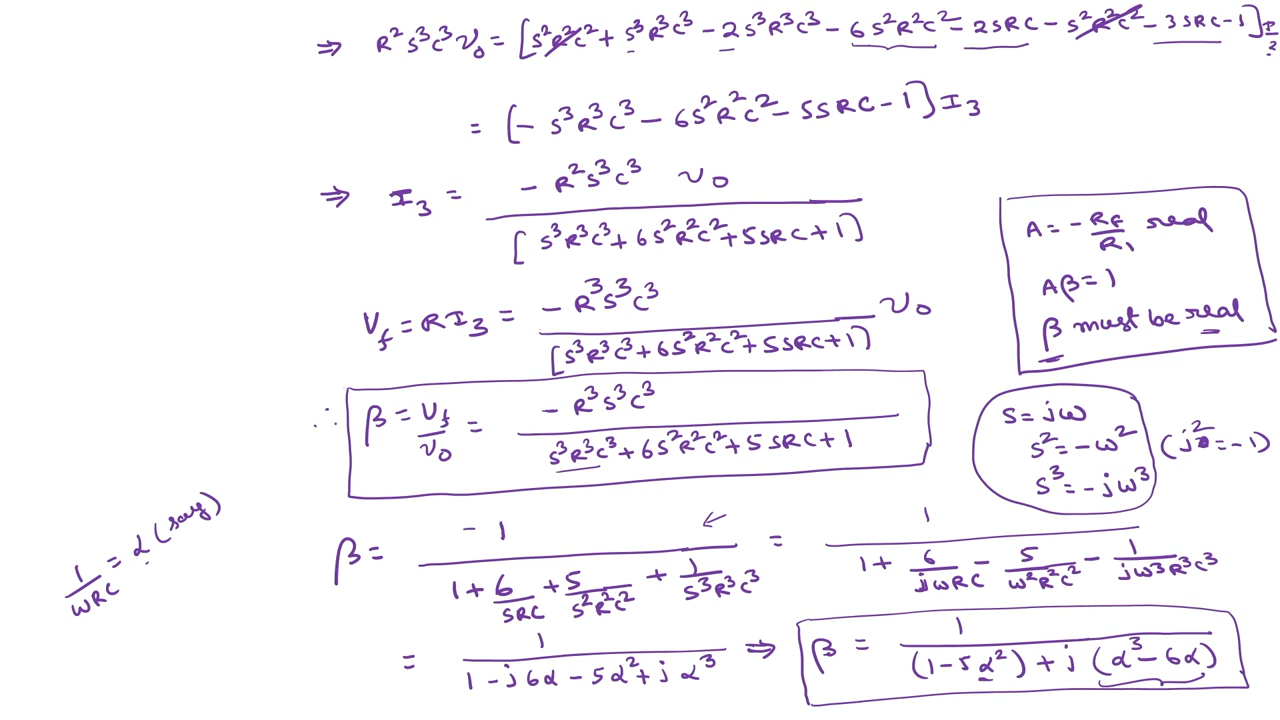 ⇒ R²s³c³ v₀ = [s²R²c² + s³R³c³ − 2s³R³c³ − 6s²R²c² − 2SRC − s²R²c² − 3SRC − 1]
= [− s³R³c³ − 6s²R²c² − 5SRC − 1] I₃
⇒ I₃ = − R²s³c³ v₀ / [s³R³c³ + 6s²R²c² + 5SRC + 1]
V_f = RI₃ = − R³s³c³ / [s³R³c³ + 6s²R²c² + 5SRC + 1] v₀
∴ β = V_f / v₀ = − R³s³c³ / s³R³c³ + 6s²R²c² + 5SRC + 1
A = − R_F / R₁ real
Aβ = 1
β must be real
S = jω
S² = −ω² (j² = −1)
S³ = −jω³
1 / ωRC = α (say)
β = − 1 / 1 + 6/SRC + 5/s²R²c² + 1/s³R³c³ = 1 / 1 + 6/jωRC − 5/ω²R²c² − 1/jω³R³c³
= 1 / 1 − j6α − 5α² + jα³ ⇒ β = 1 / (1 − 5α²) + j(α³ − 6α)